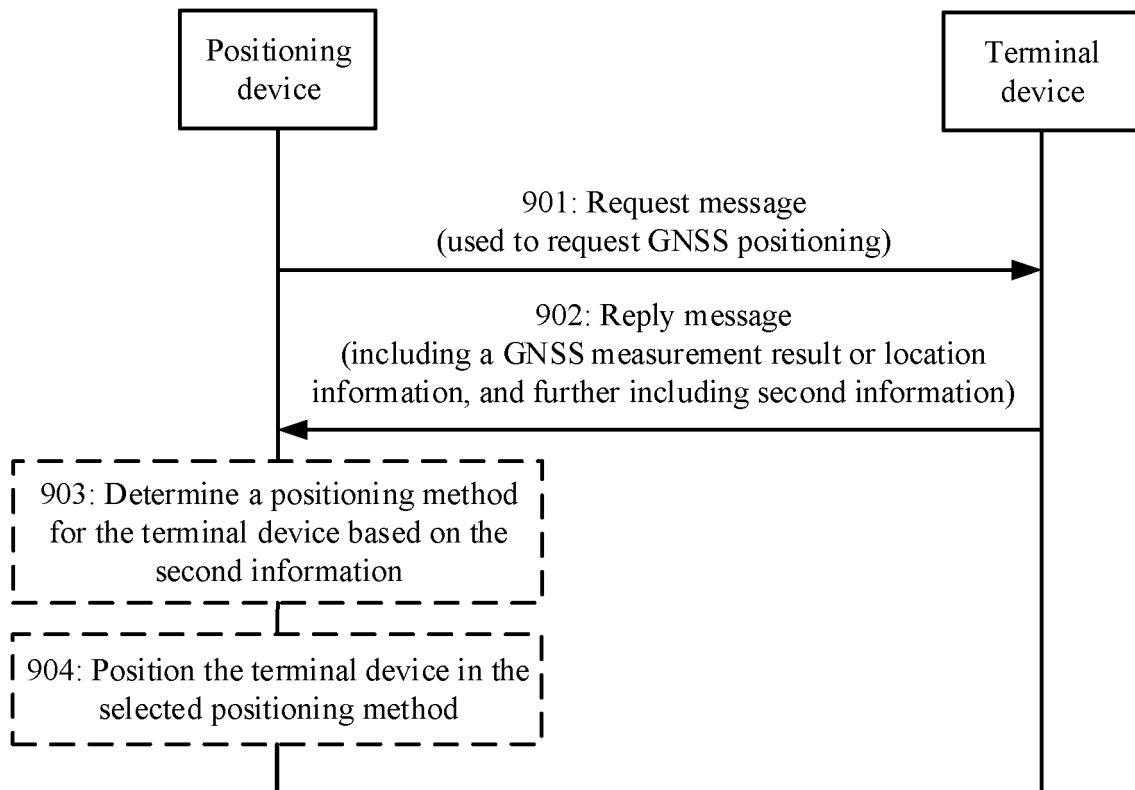 Positioning
device
Terminal
device
901: Request message
(used to request GNSS positioning)
902: Reply message
(including a GNSS measurement result or location
information, and further including second information)
903: Determine a positioning method
for the terminal device based on the
second information
904: Position the terminal device in the
selected positioning method